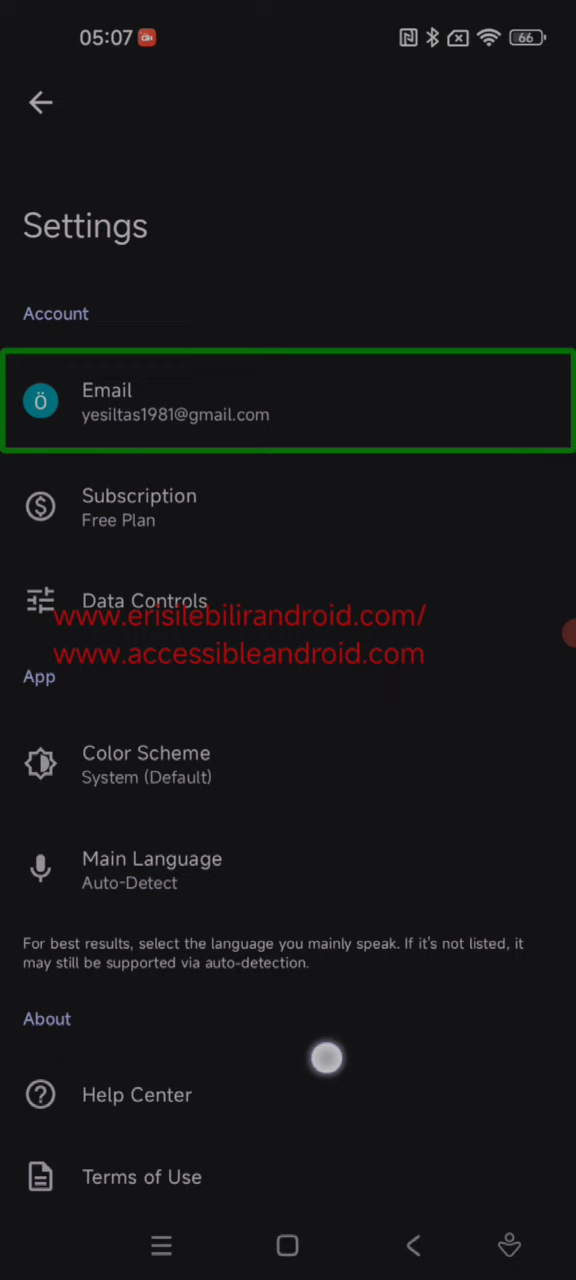 05:07
66
Settings
Account
Ö
Email
yesiltas1981@gmail.com
Subscription
Free Plan
Data Controls
www.erisilebilirandroid.com/
www.accessibleandroid.com
App
Color Scheme
System (Default)
Main Language
Auto-Detect
For best results, select the language you mainly speak. If it's not listed, it
may still be supported via auto-detection.
About
Help Center
Terms of Use